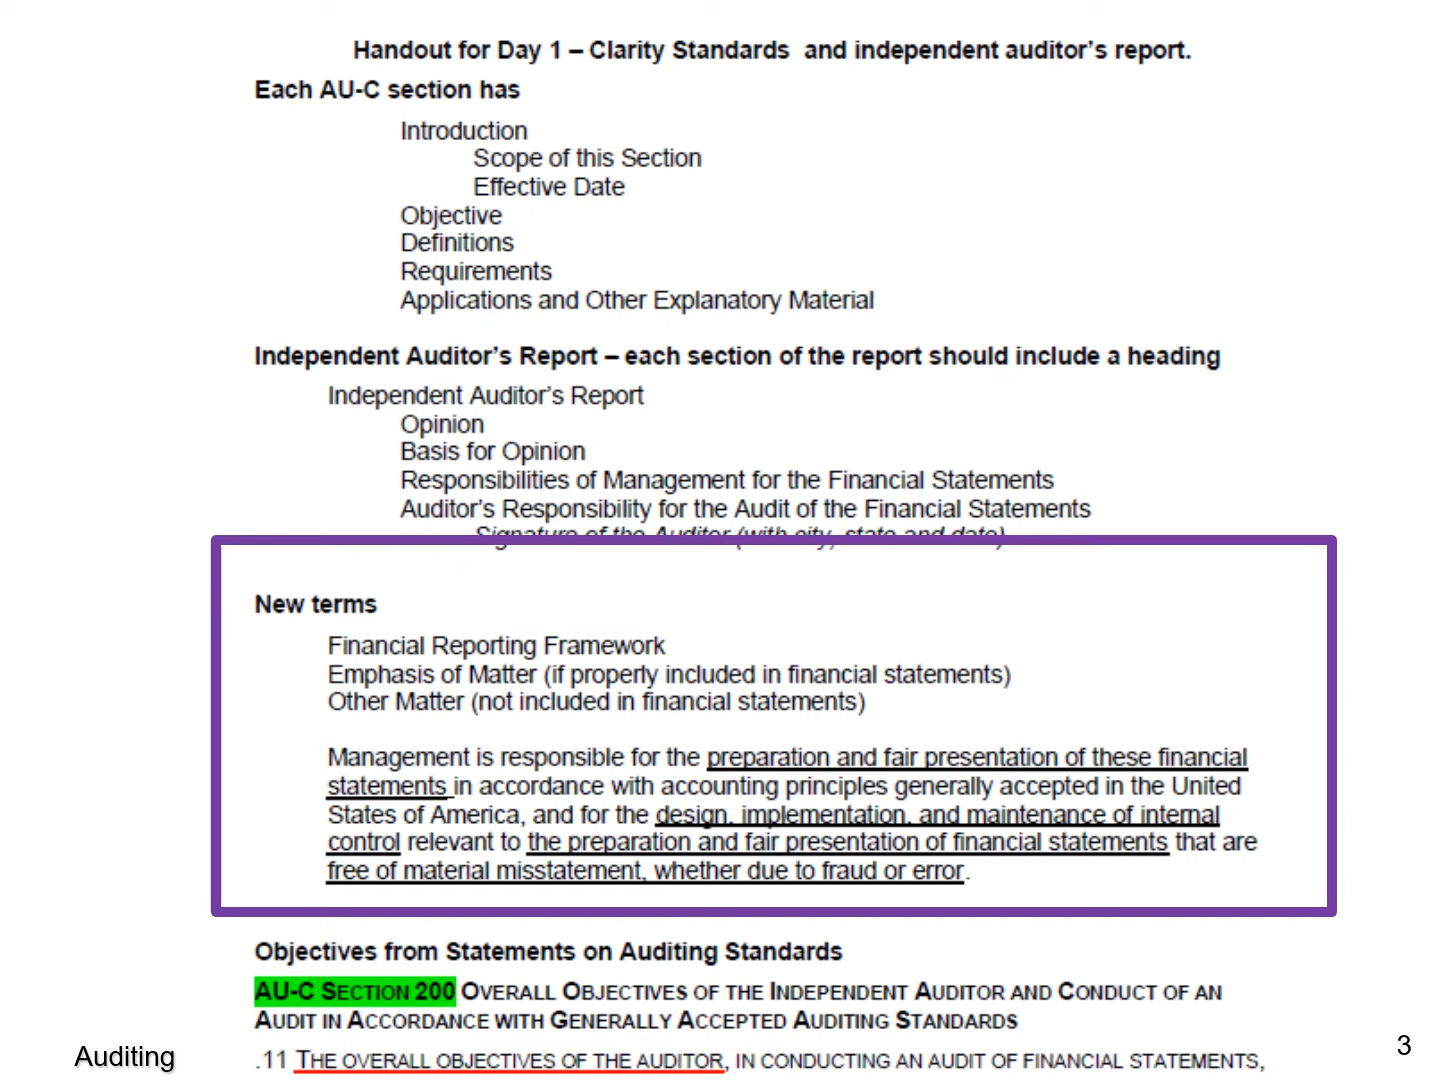 Handout for Day 1 – Clarity Standards and independent auditor's report.
Each AU-C section has
Introduction
Scope of this Section
Effective Date
Objective
Definitions
Requirements
Applications and Other Explanatory Material
Independent Auditor's Report – each section of the report should include a heading
Independent Auditor's Report
Opinion
Basis for Opinion
Responsibilities of Management for the Financial Statements
Auditor's Responsibility for the Audit of the Financial Statements
Signature of the Auditor (with city, state and date)
New terms
Financial Reporting Framework
Emphasis of Matter (if properly included in financial statements)
Other Matter (not included in financial statements)
Management is responsible for the preparation and fair presentation of these financial
statements in accordance with accounting principles generally accepted in the United
States of America, and for the design, implementation, and maintenance of internal
control relevant to the preparation and fair presentation of financial statements that are
free of material misstatement, whether due to fraud or error.
Objectives from Statements on Auditing Standards
AU-C SECTION 200 OVERALL OBJECTIVES OF THE INDEPENDENT AUDITOR AND CONDUCT OF AN
AUDIT IN ACCORDANCE WITH GENERALLY ACCEPTED AUDITING STANDARDS
.11 THE OVERALL OBJECTIVES OF THE AUDITOR, IN CONDUCTING AN AUDIT OF FINANCIAL STATEMENTS,
Auditing
3